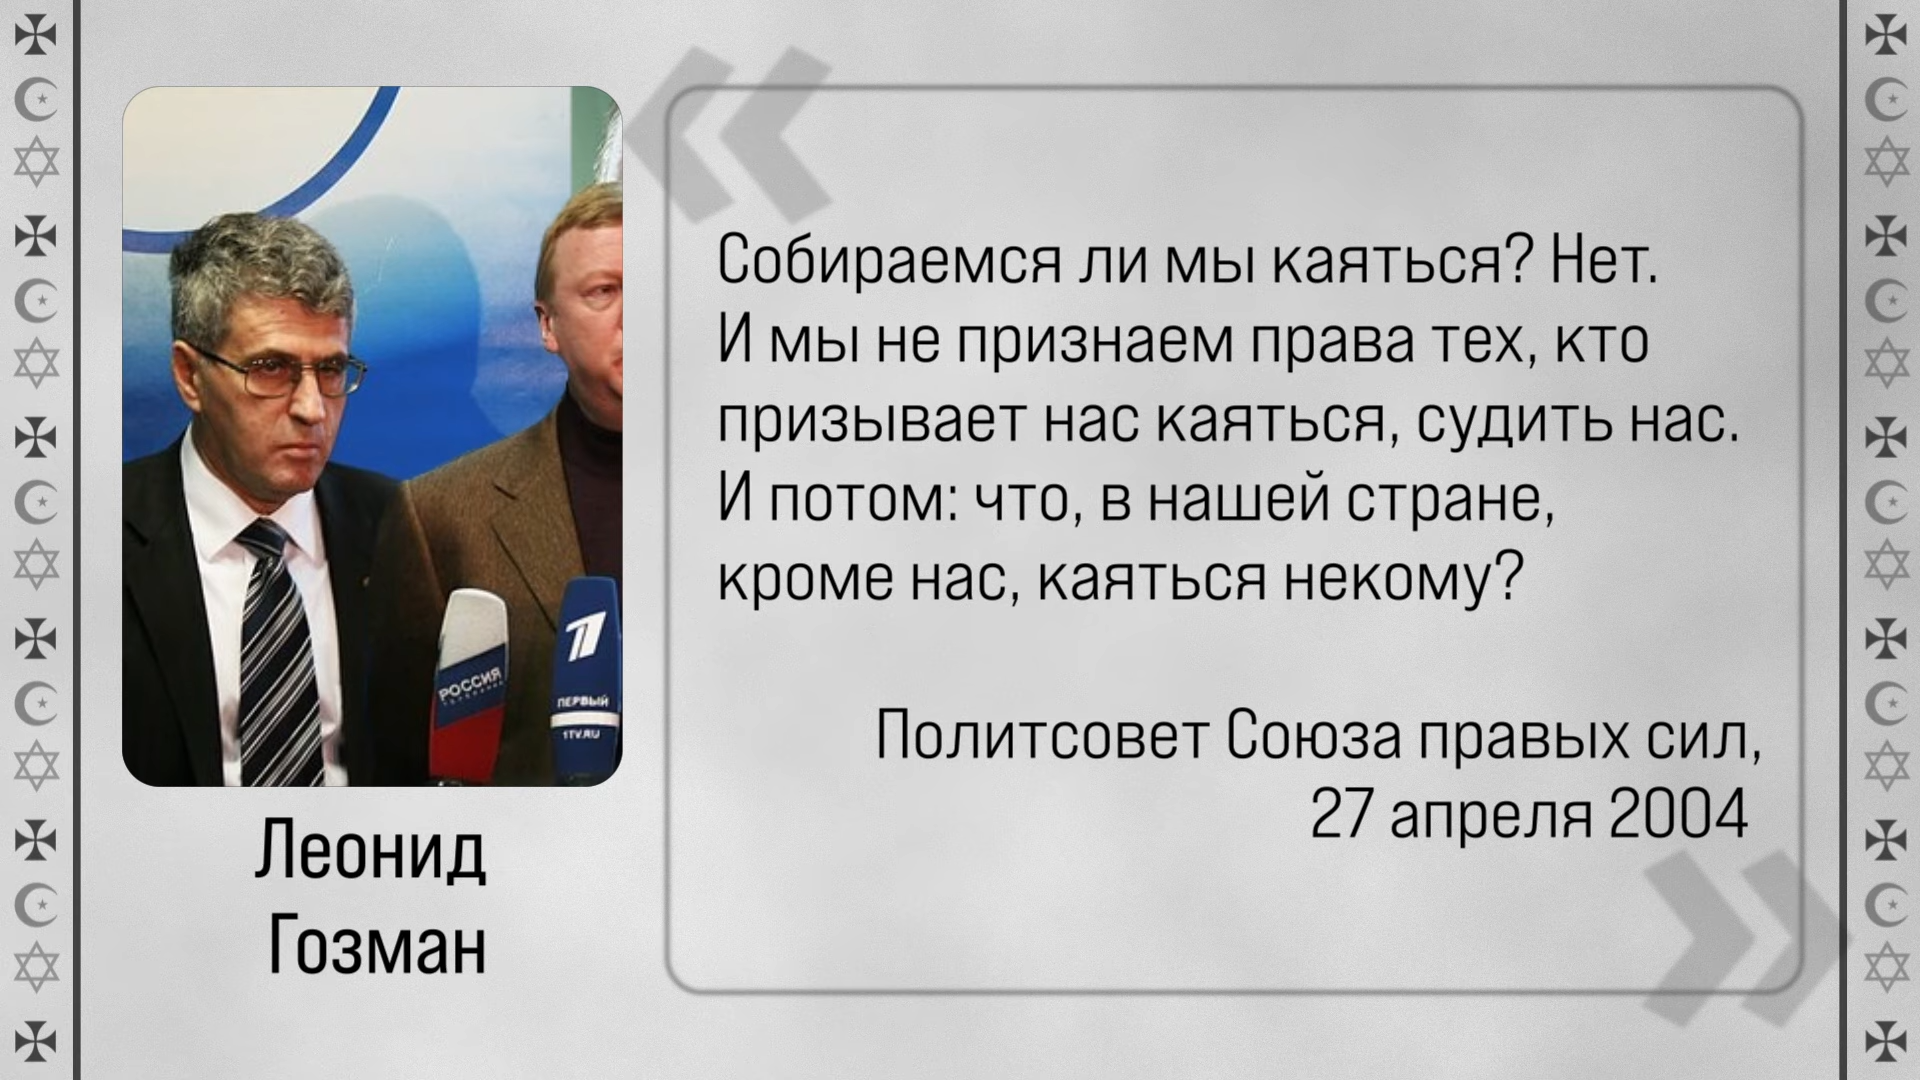 Собираемся ли мы каяться? Нет.
И мы не признаем права тех, кто
призывает нас каяться, судить нас.
И потом: что, в нашей стране,
кроме нас, каяться некому?
Политсовет Союза правых сил,
27 апреля 2004
Леонид
Гозман
РОССИЯ
1
ПЕРВЫЙ
1TV.RU